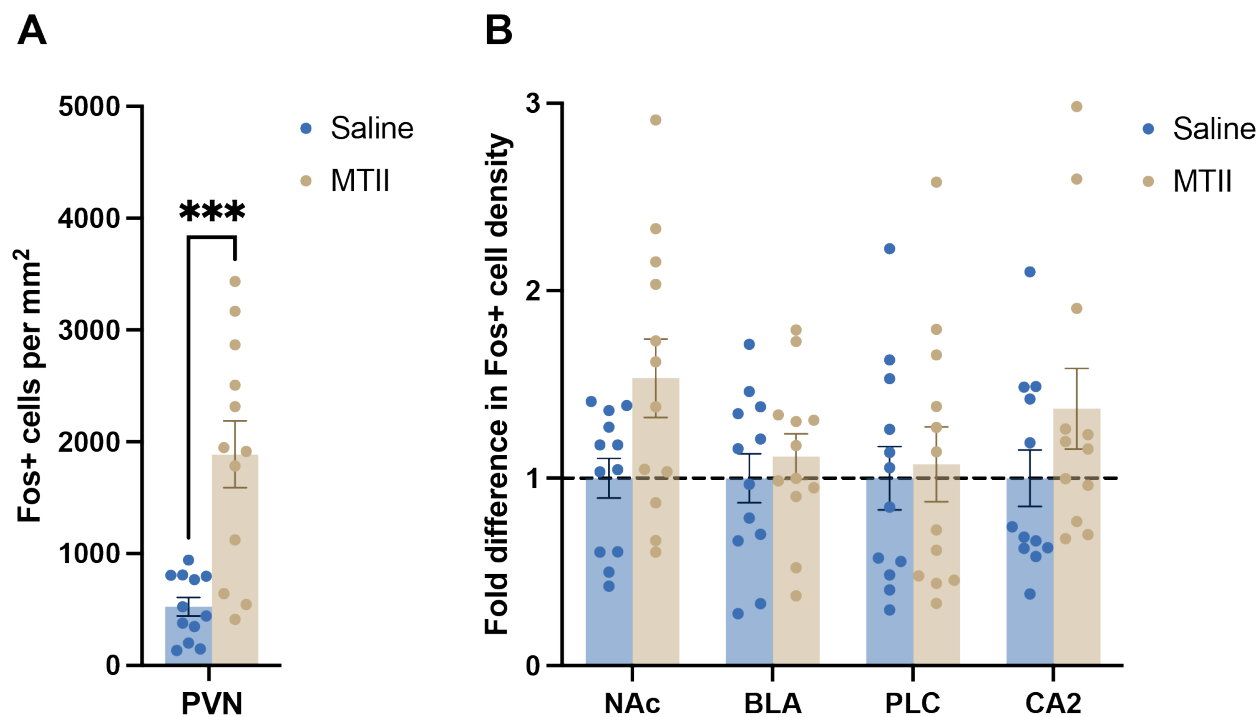 A
Fos+ cells per mm²
5000
4000
3000
2000
1000
0
***
PVN
Saline
MTII
B
Fold difference in Fos+ cell density
3
2
1
0
NAc
BLA
PLC
CA2
Saline
MTII